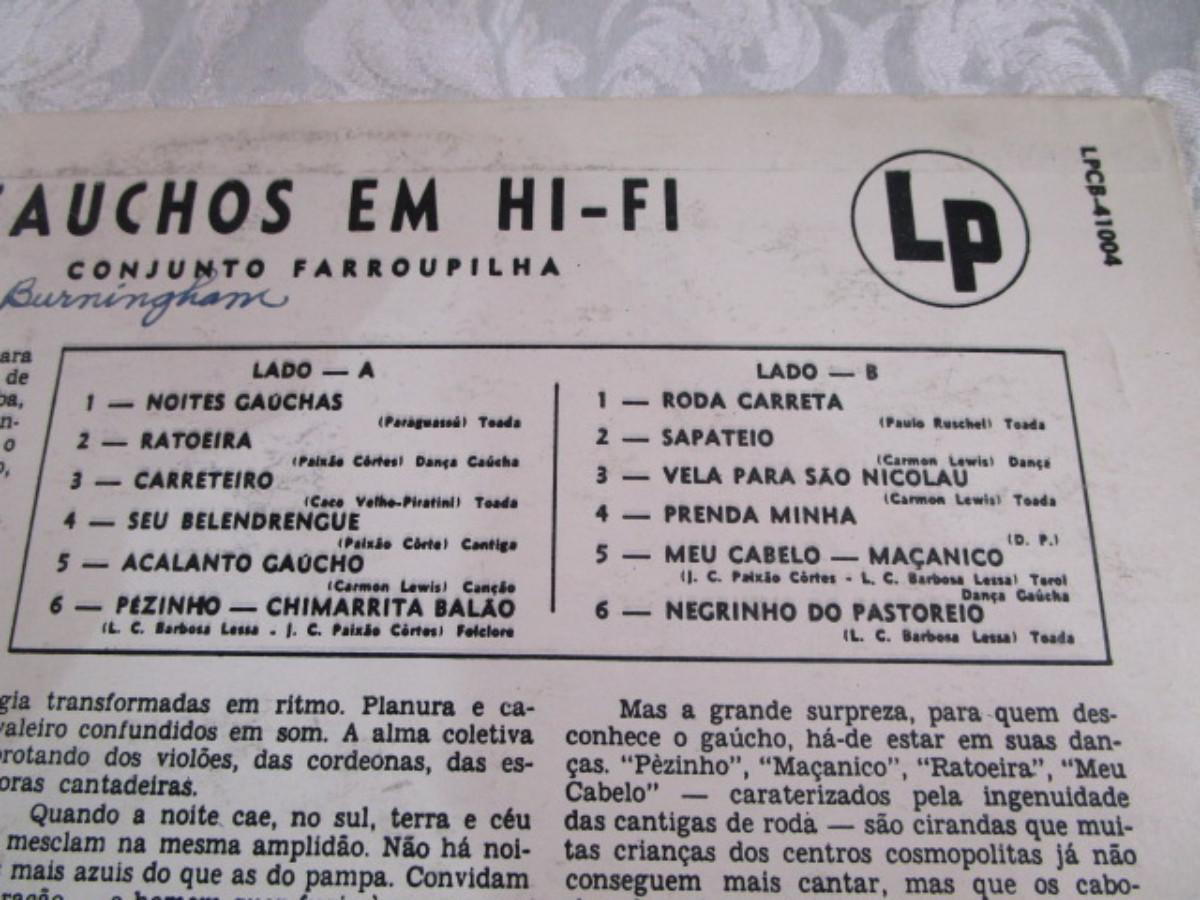 AUCHOS EM HI-FI
CONJUNTO FARROUPILHA
Burningham
LP
LPCB-41004
ara
de
ba,
n-
o
LADO — A
1 — NOITES GAÚCHAS
(Paraguassú) Toada
2 — RATOEIRA
(Paixão Côrtes) Dança Gaúcha
3 — CARRETEIRO
(Caco Velho-Piratini) Toada
4 — SEU BELENDRENGUE
(Paixão Côrte) Cantiga
5 — ACALANTO GAÚCHO
(Carmon Lewis) Canção
6 — PÈZINHO — CHIMARRITA BALÃO
(L. C. Barbosa Lessa - J. C. Paixão Côrtes) Folclore
LADO — B
1 — RODA CARRETA
(Paulo Ruschel) Toada
2 — SAPATEIO
(Carmon Lewis) Dança
3 — VELA PARA SÃO NICOLAU
(Carmon Lewis) Toada
4 — PRENDA MINHA
(D. P.)
5 — MEU CABELO — MAÇANICO
(J. C. Paixão Côrtes - L. C. Barbosa Lessa) Terol
Dança Gaúcha
6 — NEGRINHO DO PASTOREIO
(L. C. Barbosa Lessa) Toada
gia transformadas em ritmo. Planura e ca-
valeiro confundidos em som. A alma coletiva
rotando dos violões, das cordeonas, das es-
oras cantadeiras.
Quando a noite cae, no sul, terra e céu
mesclam na mesma amplidão. Não há noi-
mais azuis do que as do pampa. Convidam
Mas a grande surpreza, para quem des-
conhece o gaúcho, há-de estar em suas dan-
ças. "Pèzinho", "Maçanico", "Ratoeira", "Meu
Cabelo" — caraterizados pela ingenuidade
das cantigas de roda — são cirandas que mui-
tas crianças dos centros cosmopolitas já não
conseguem mais cantar, mas que os cabo-